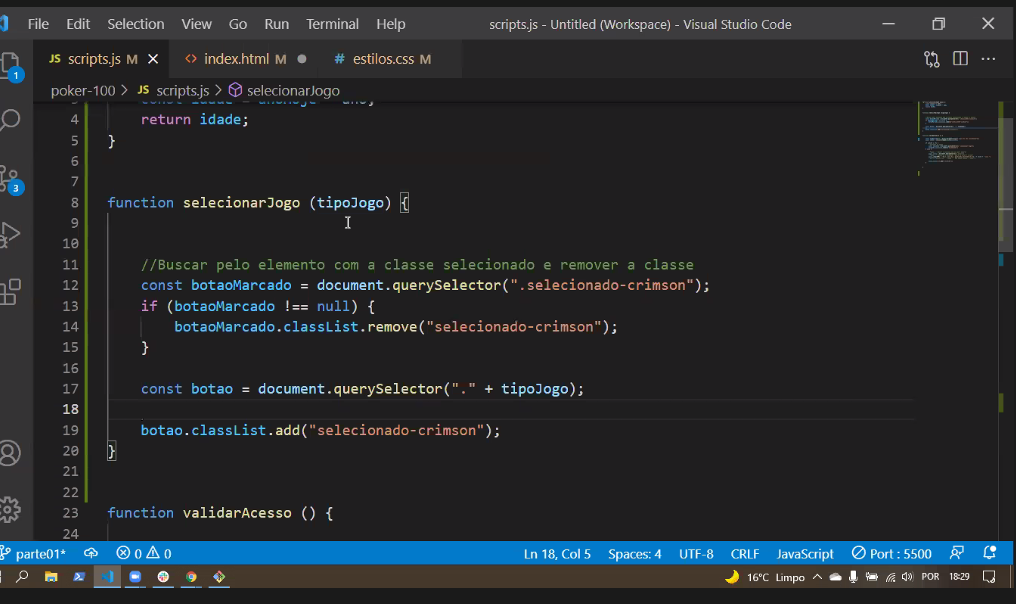 File Edit Selection View Go Run Terminal Help scripts.js - Untitled (Workspace) - Visual Studio Code
JS scripts.js M index.html M # estilos.css M
poker-100 > JS scripts.js > selecionarJogo
1
3
4 return idade;
5 }
6
7
8 function selecionarJogo (tipoJogo) {
9
10
11 //Buscar pelo elemento com a classe selecionado e remover a classe
12 const botaoMarcado = document.querySelector(".selecionado-crimson");
13 if (botaoMarcado !== null) {
14 botaoMarcado.classList.remove("selecionado-crimson");
15 }
16
17 const botao = document.querySelector("." + tipoJogo);
18
19 botao.classList.add("selecionado-crimson");
20 }
21
22
23 function validarAcesso () {
24
parte01* 0 0 Ln 18, Col 5 Spaces: 4 UTF-8 CRLF JavaScript Port : 5500
16°C Limpo POR 18:29